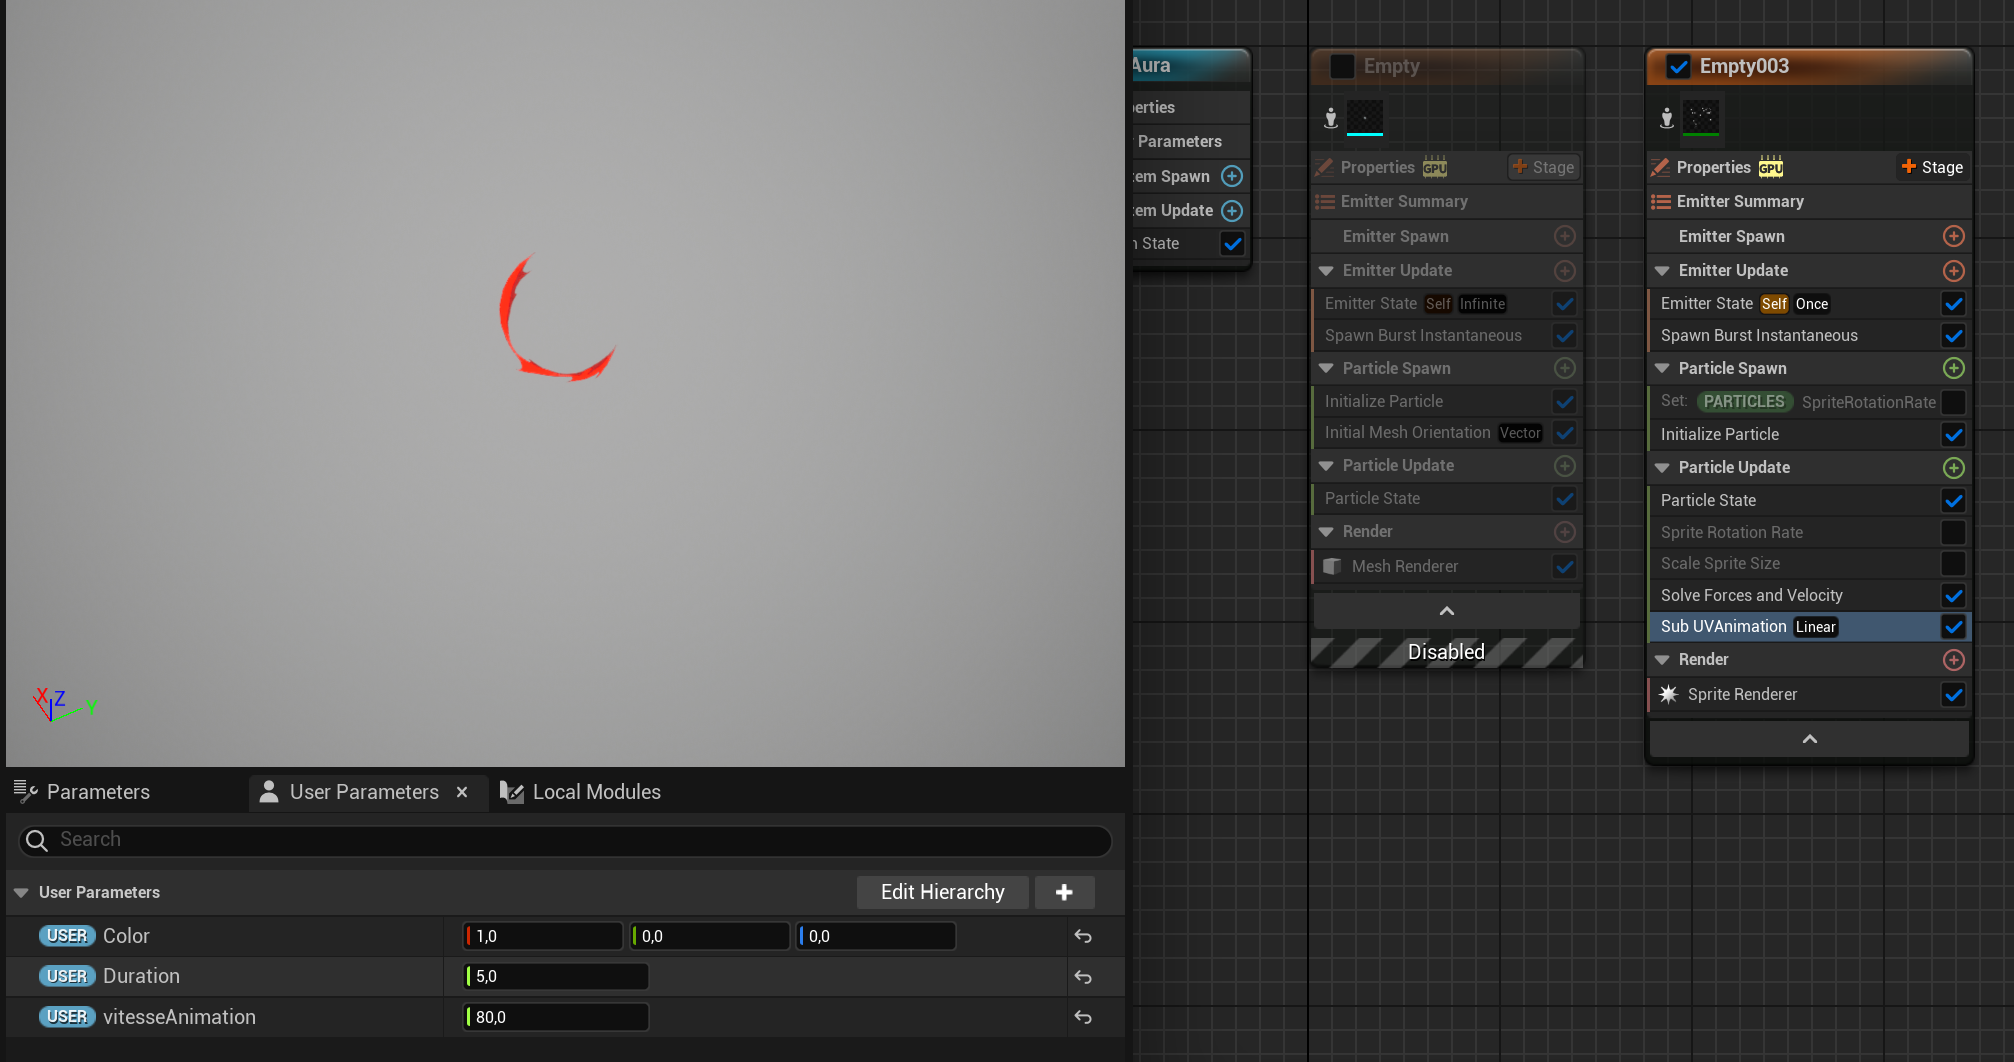 X Z Y
Parameters
User Parameters
Local Modules
Search
User Parameters
Edit Hierarchy
USER Color 1,0 0,0 0,0
USER Duration 5,0
USER vitesseAnimation 80,0
Aura
erties
Parameters
em Spawn
em Update
State
Empty
Properties GPU Stage
Emitter Summary
Emitter Spawn
Emitter Update
Emitter State Self Infinite
Spawn Burst Instantaneous
Particle Spawn
Initialize Particle
Initial Mesh Orientation Vector
Particle Update
Particle State
Render
Mesh Renderer
Disabled
Empty003
Properties GPU Stage
Emitter Summary
Emitter Spawn
Emitter Update
Emitter State Self Once
Spawn Burst Instantaneous
Particle Spawn
Set: PARTICLES SpriteRotationRate
Initialize Particle
Particle Update
Particle State
Sprite Rotation Rate
Scale Sprite Size
Solve Forces and Velocity
Sub UVAnimation Linear
Render
Sprite Renderer